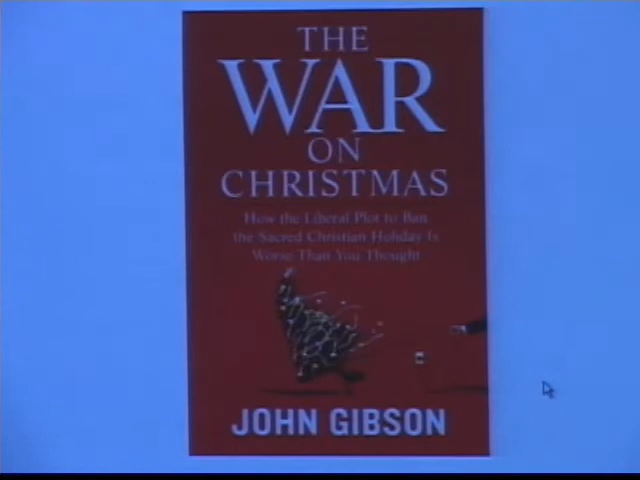 THE
WAR
ON
CHRISTMAS
How the Liberal Plot to Ban
the Sacred Christian Holiday Is
Worse Than You Thought
JOHN GIBSON